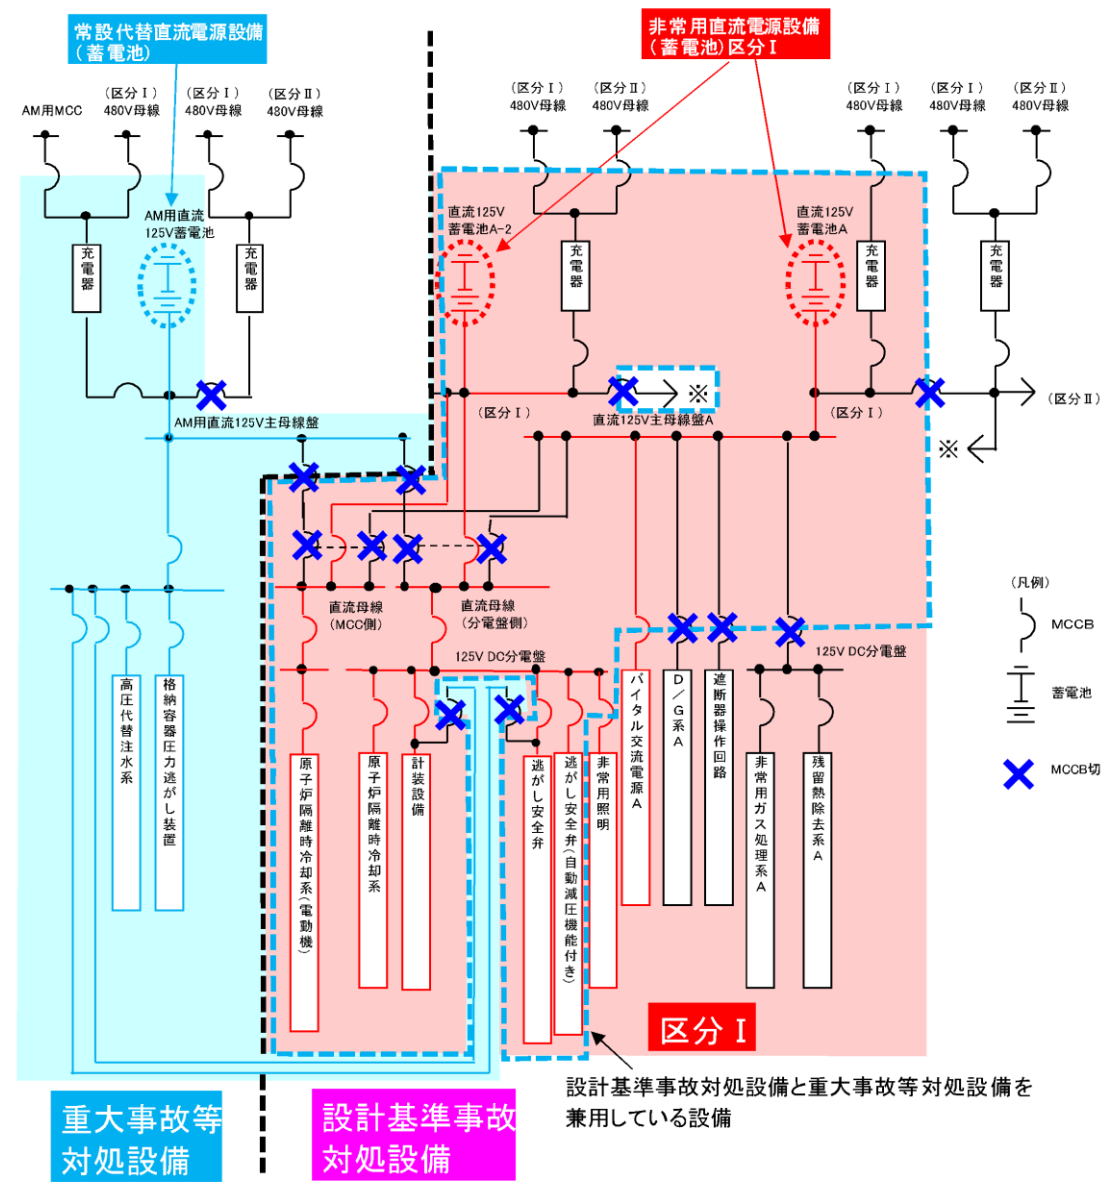 常設代替直流電源設備
(蓄電池)
非常用直流電源設備
(蓄電池)区分Ⅰ
AM用MCC
(区分Ⅰ)
480V母線
(区分Ⅰ)
480V母線
(区分Ⅱ)
480V母線
(区分Ⅰ)
480V母線
(区分Ⅱ)
480V母線
(区分Ⅰ)
480V母線
(区分Ⅰ)
480V母線
(区分Ⅱ)
480V母線
AM用直流
125V蓄電池
直流125V
蓄電池A-2
直流125V
蓄電池A
充電器
充電器
充電器
充電器
充電器
※
(区分Ⅰ)
直流125V主母線盤A
(区分Ⅰ)
(区分Ⅱ)
AM用直流125V主母線盤
※
直流母線
(MCC側)
直流母線
(分電盤側)
125V DC分電盤
125V DC分電盤
(凡例)
MCCB
蓄電池
MCCB切
高圧代替注水系
格納容器圧力逃がし装置
原子炉隔離時冷却系(電動機)
原子炉隔離時冷却系
計装設備
逃がし安全弁
逃がし安全弁(自動減圧機能付き)
非常用照明
バイタル交流電源A
D/G系A
遮断器操作回路
非常用ガス処理系A
残留熱除去系A
区分Ⅰ
設計基準事故対処設備と重大事故等対処設備を
兼用している設備
重大事故等
対処設備
設計基準事故
対処設備